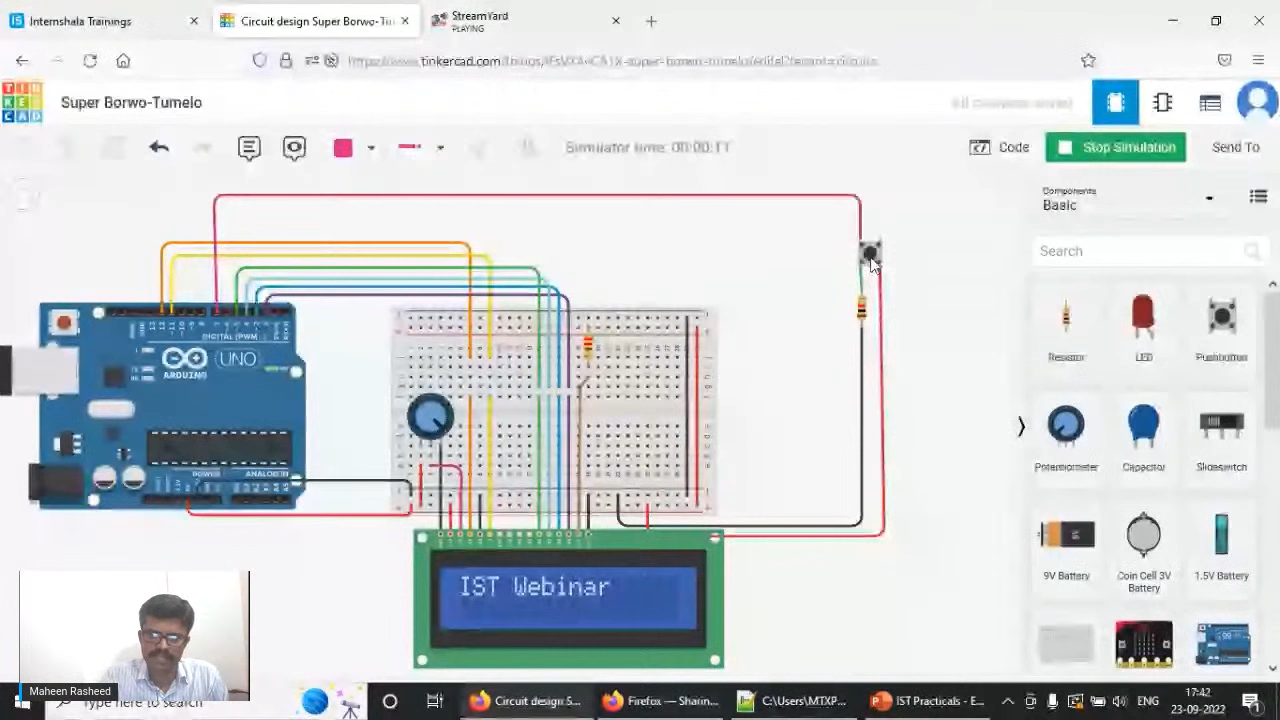 Internshala Trainings
Circuit design Super Borwo-Tu
StreamYard
PLAYING
TIN
KER
CAD
Super Borwo-Tumelo
Simulator time: 00:00:11
Code
Stop Simulation
Send To
Components
Basic
Search
Resistor
LED
Pushbutton
Potentiometer
Capacitor
Slideswitch
9V Battery
Coin Cell 3V
Battery
1.5V Battery
DIGITAL (PWM
UNO
ARDUINO
POWER
ANALOG IN
IST Webinar
Maheen Rasheed
Type here to search
Circuit design S...
Firefox — Sharin...
C:\Users\MTXP...
IST Practicals - E...
ENG
17:42
23-09-2022